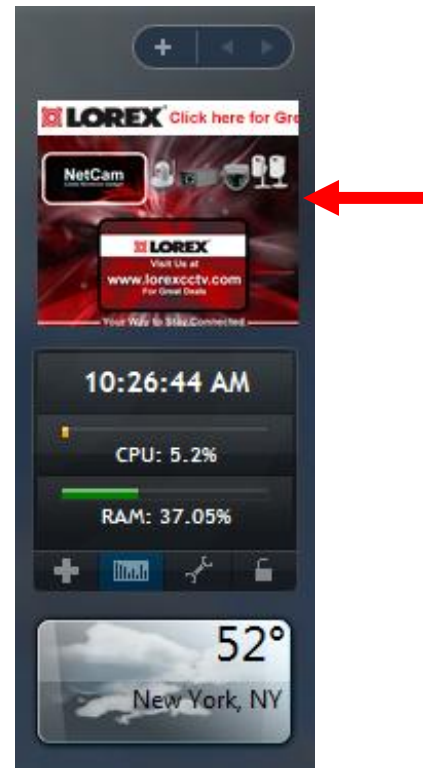 LOREX Click here for Gre
NetCam
LOREX
Visit Us at
www.lorexcctv.com
For Great Deals
Your Way to Stay Connected
10:26:44 AM
CPU: 5.2%
RAM: 37.05%
52°
New York, NY